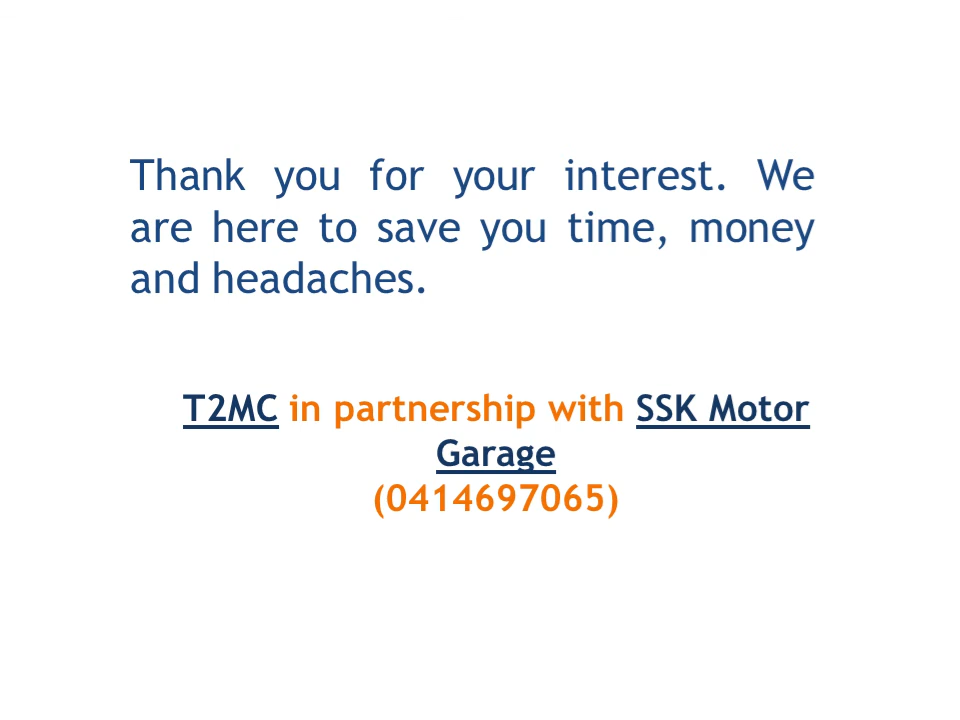 Thank you for your interest. We
are here to save you time, money
and headaches.
T2MC in partnership with SSK Motor
Garage
(0414697065)